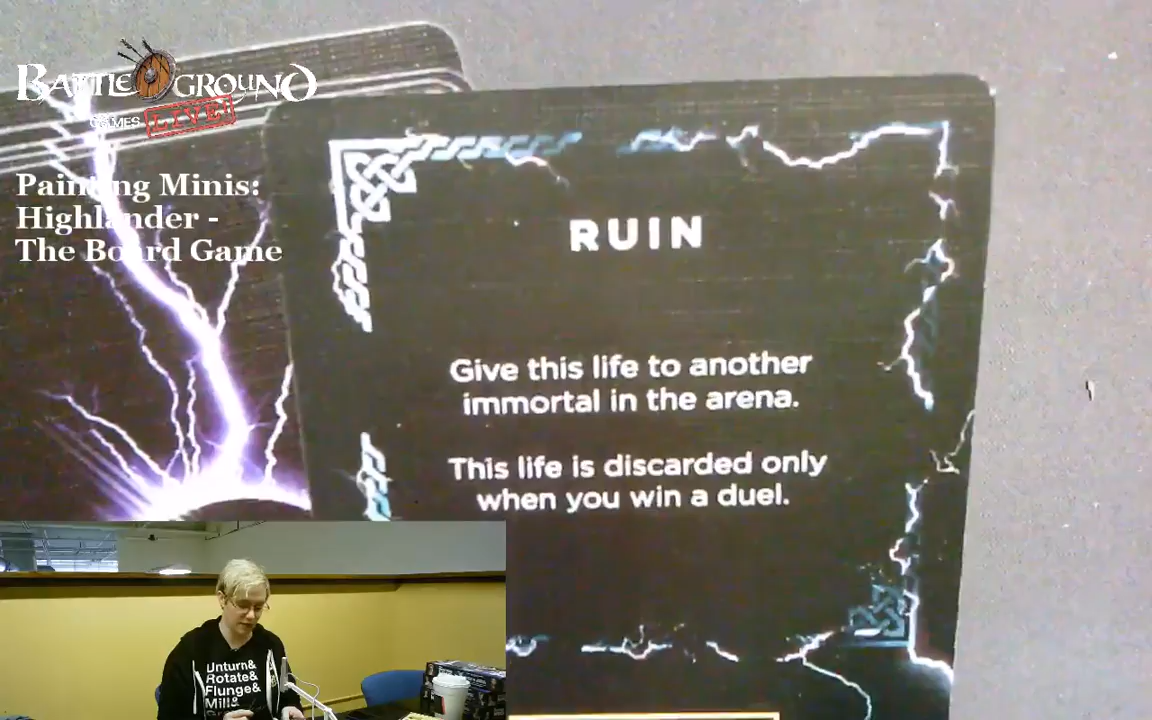 BATTLEGROUND
GAMES LIVE!
Painting Minis:
Highlander -
The Board Game
RUIN
Give this life to another
immortal in the arena.
This life is discarded only
when you win a duel.
Unturn&
Rotate&
Flunge&
Mill&